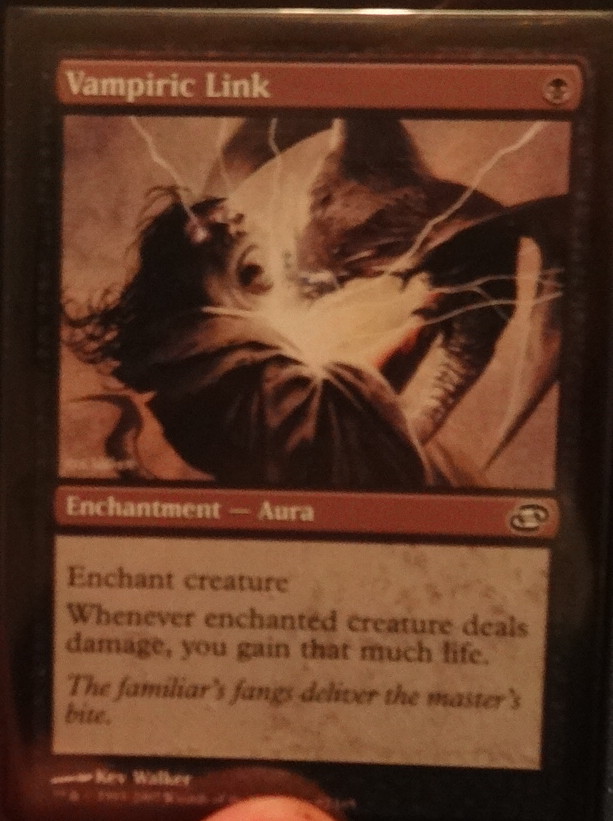 Vampiric Link
Enchantment — Aura
Enchant creature
Whenever enchanted creature deals
damage, you gain that much life.
The familiar's fangs deliver the master's
bite.
Kev Walker